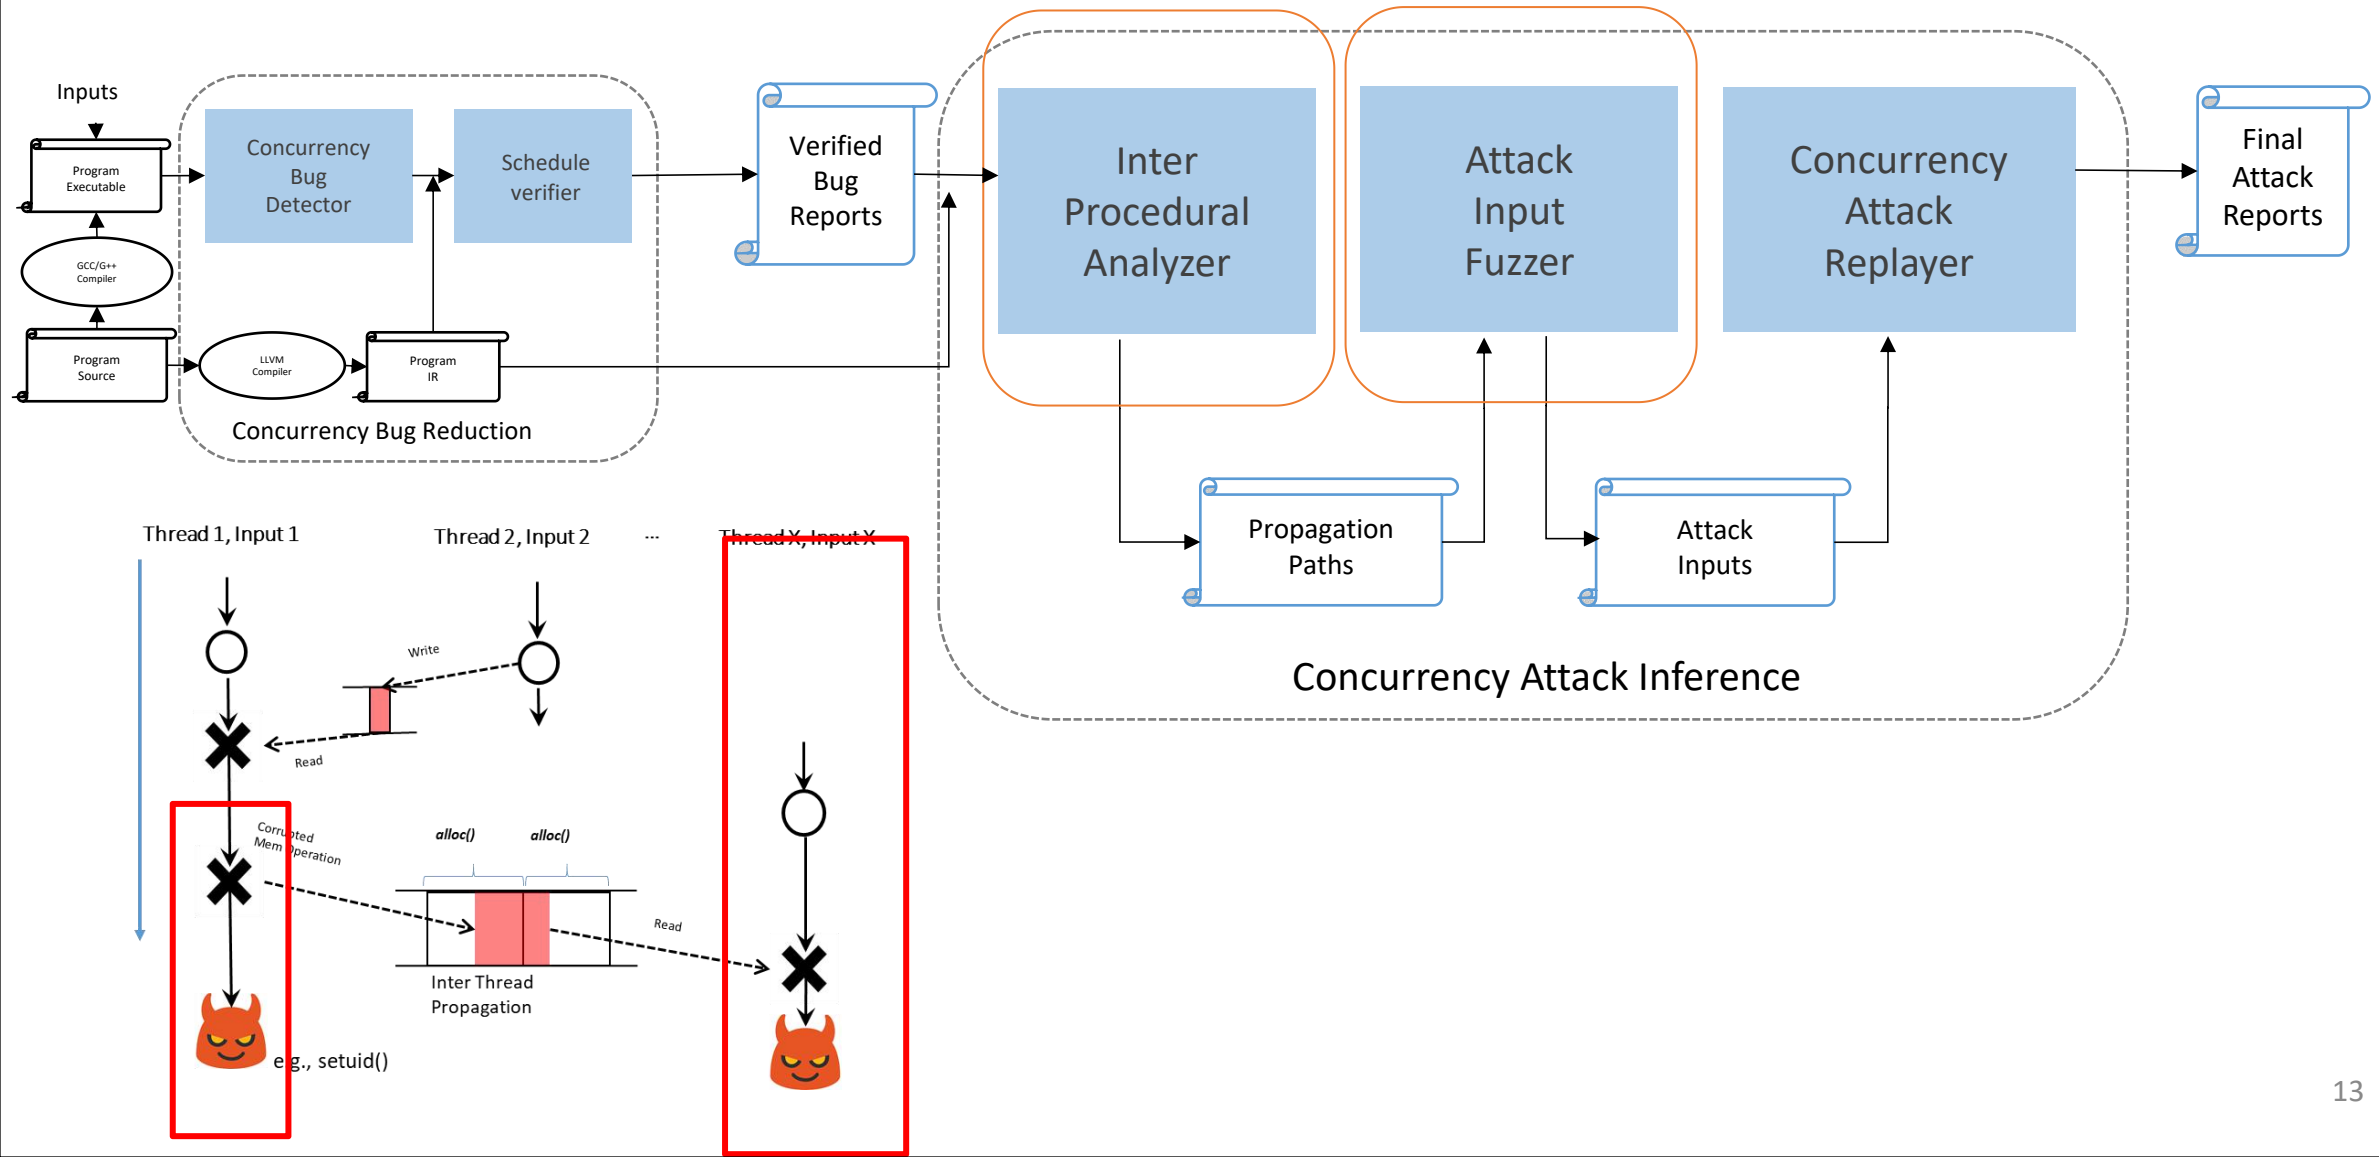 Inputs
Program
Executable
GCC/G++
Compiler
Program
Source
LLVM
Compiler
Program
IR
Concurrency
Bug
Detector
Schedule
verifier
Concurrency Bug Reduction
Verified
Bug
Reports
Inter
Procedural
Analyzer
Attack
Input
Fuzzer
Concurrency
Attack
Replayer
Final
Attack
Reports
Propagation
Paths
Attack
Inputs
Concurrency Attack Inference
Thread 1, Input 1
Thread 2, Input 2
...
Thread X, Input X
Write
Read
Corrupted
Mem Operation
alloc()
alloc()
Read
Inter Thread
Propagation
e.g., setuid()
13